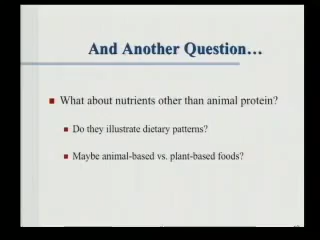 And Another Question…
What about nutrients other than animal protein?
Do they illustrate dietary patterns?
Maybe animal-based vs. plant-based foods?